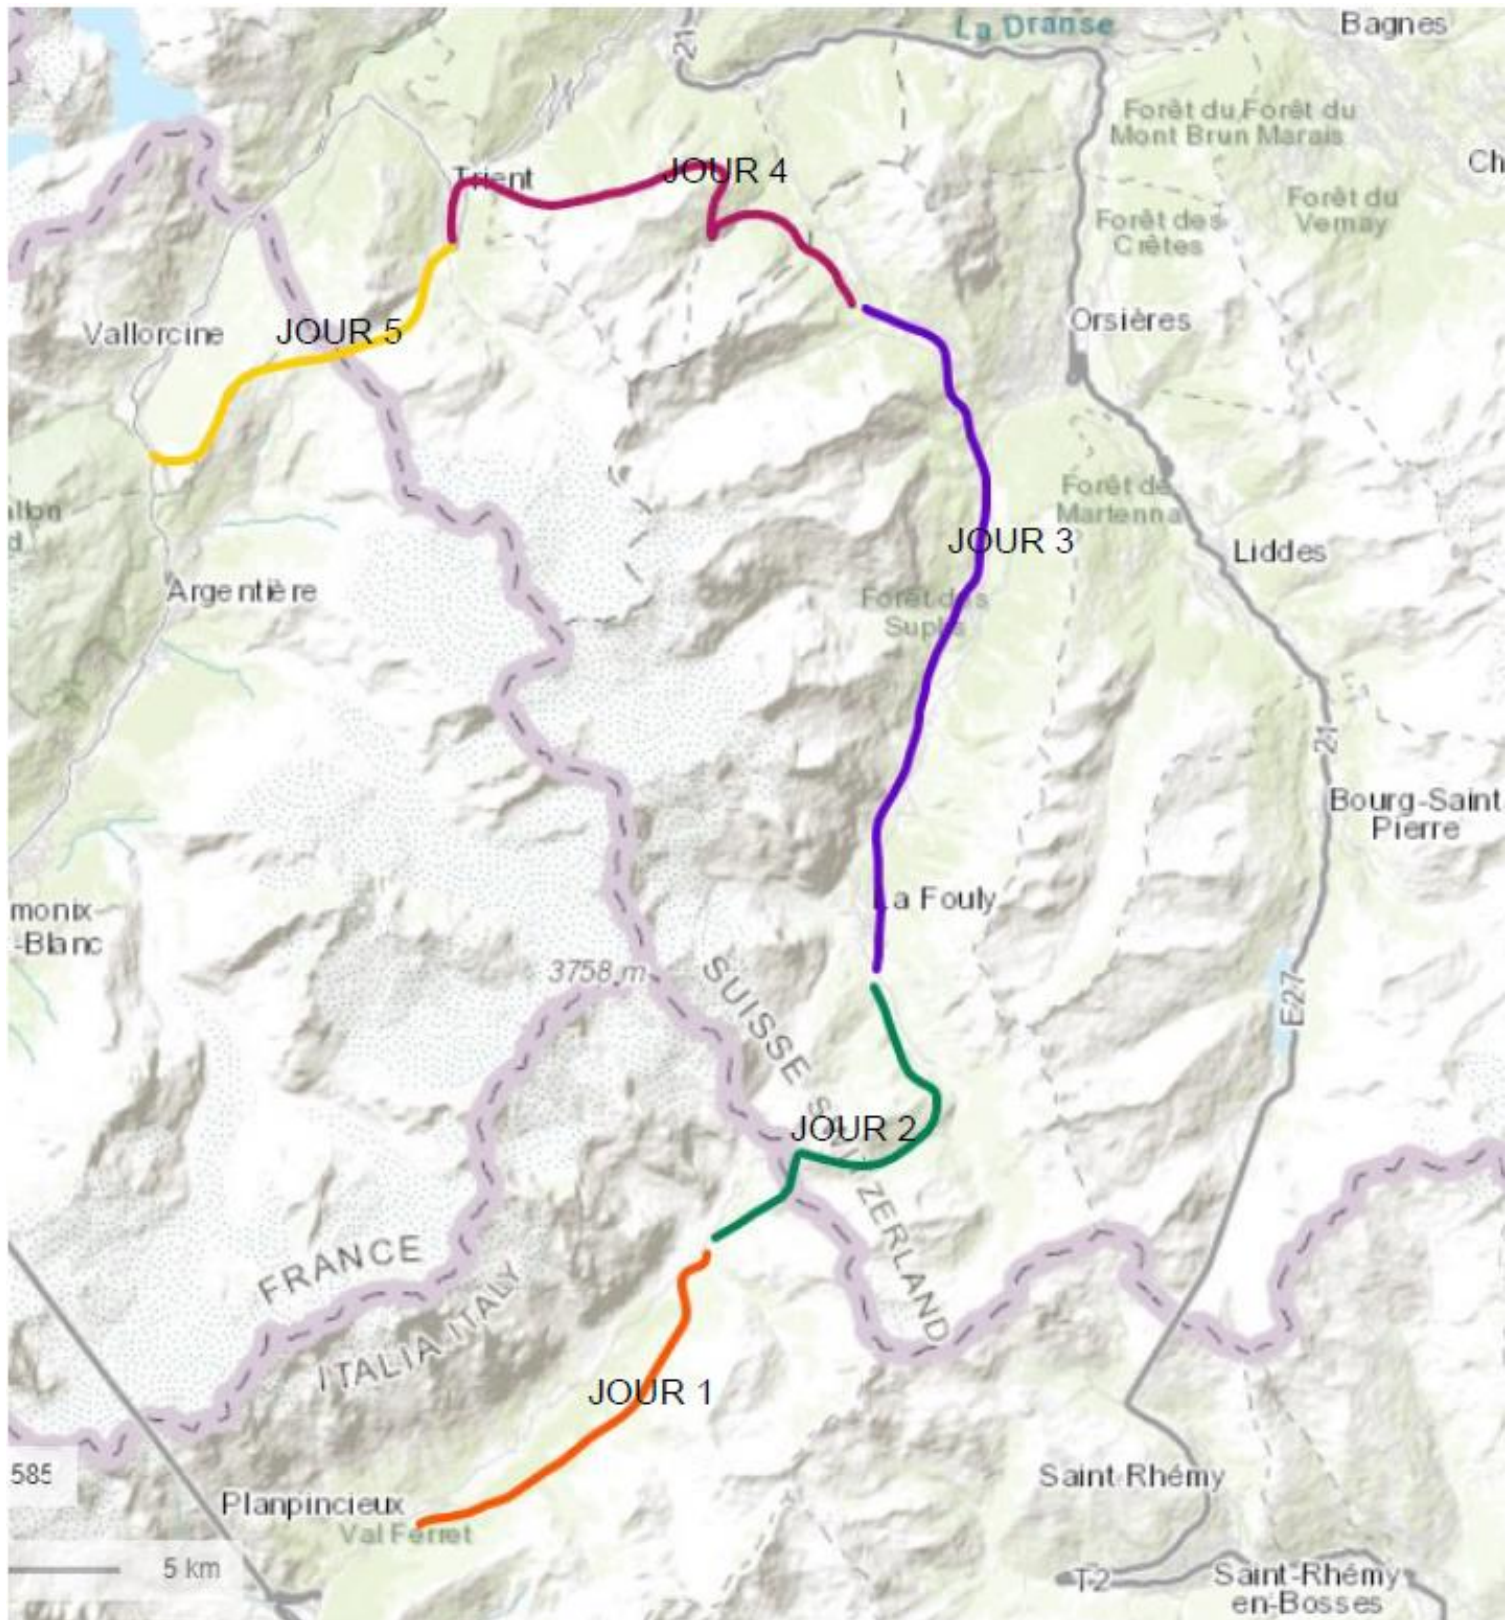 La Dranse
Bagnes
21
Forêt du
Mont Brun
Forêt du
Marais
Ch
Trient
JOUR 4
Forêt du
Vernay
Forêt des
Crêtes
Vallorcine
JOUR 5
Orsières
Forêt de
Martenna
JOUR 3
Liddes
allon
d
Argentière
Forêt des
21
Bourg-Saint
Pierre
La Fouly
monix
-Blanc
3758 m
SUISSE
E27
JOUR 2
FRANCE
ITALIA ITALY
JOUR 1
585
Planpincieux
Val Ferret
Saint Rhémy
5 km
T2
Saint-Rhémy
en-Bosses